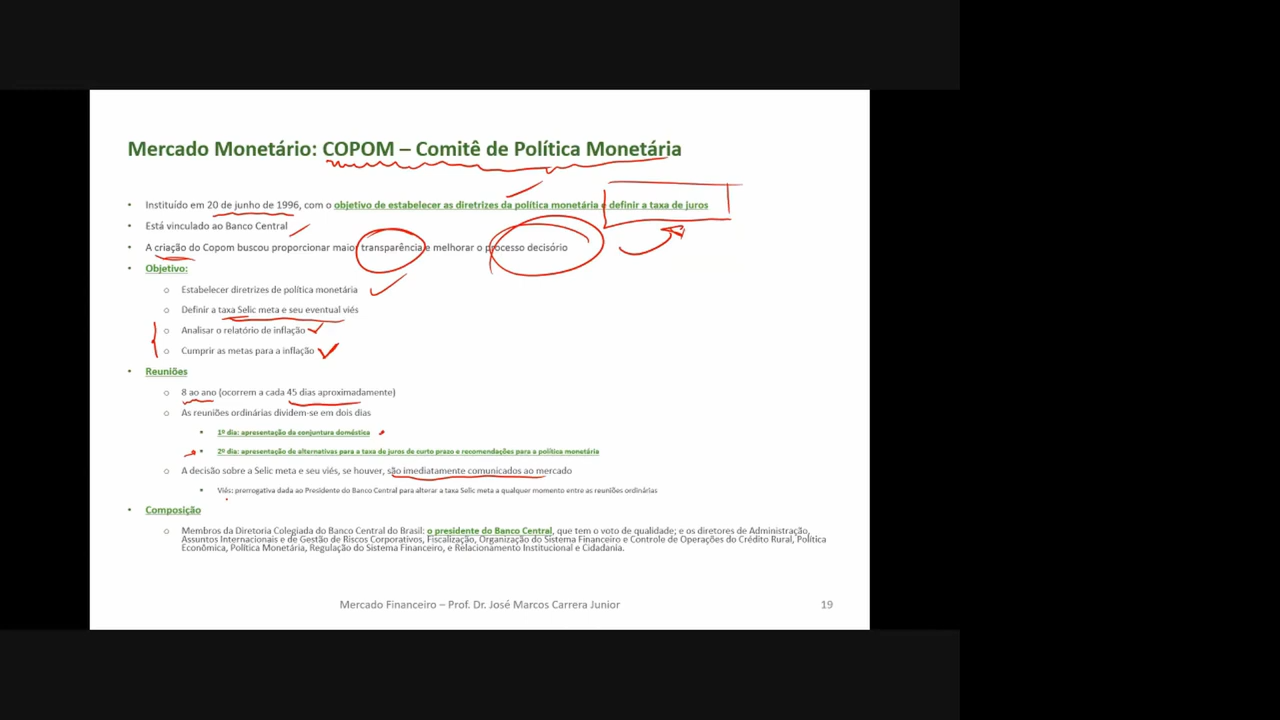 Mercado Monetário: COPOM – Comitê de Política Monetária
• Instituído em 20 de junho de 1996, com o objetivo de estabelecer as diretrizes da política monetária e definir a taxa de juros
• Está vinculado ao Banco Central
• A criação do Copom buscou proporcionar maior transparência e melhorar o processo decisório
• Objetivo:
o Estabelecer diretrizes de política monetária
o Definir a taxa Selic meta e seu eventual viés
o Analisar o relatório de inflação
o Cumprir as metas para a inflação
• Reuniões
o 8 ao ano (ocorrem a cada 45 dias aproximadamente)
o As reuniões ordinárias dividem-se em dois dias
• 1º dia: apresentação da conjuntura doméstica
• 2º dia: apresentação de alternativas para a taxa de juros de curto prazo e recomendações para a política monetária
o A decisão sobre a Selic meta e seu viés, se houver, são imediatamente comunicados ao mercado
• Viés: prerrogativa dada ao Presidente do Banco Central para alterar a taxa Selic meta a qualquer momento entre as reuniões ordinárias
• Composição
o Membros da Diretoria Colegiada do Banco Central do Brasil: o presidente do Banco Central, que tem o voto de qualidade; e os diretores de Administração,
Assuntos Internacionais e de Gestão de Riscos Corporativos, Fiscalização, Organização do Sistema Financeiro e Controle de Operações do Crédito Rural, Política
Econômica, Política Monetária, Regulação do Sistema Financeiro, e Relacionamento Institucional e Cidadania.
Mercado Financeiro – Prof. Dr. José Marcos Carrera Junior
19